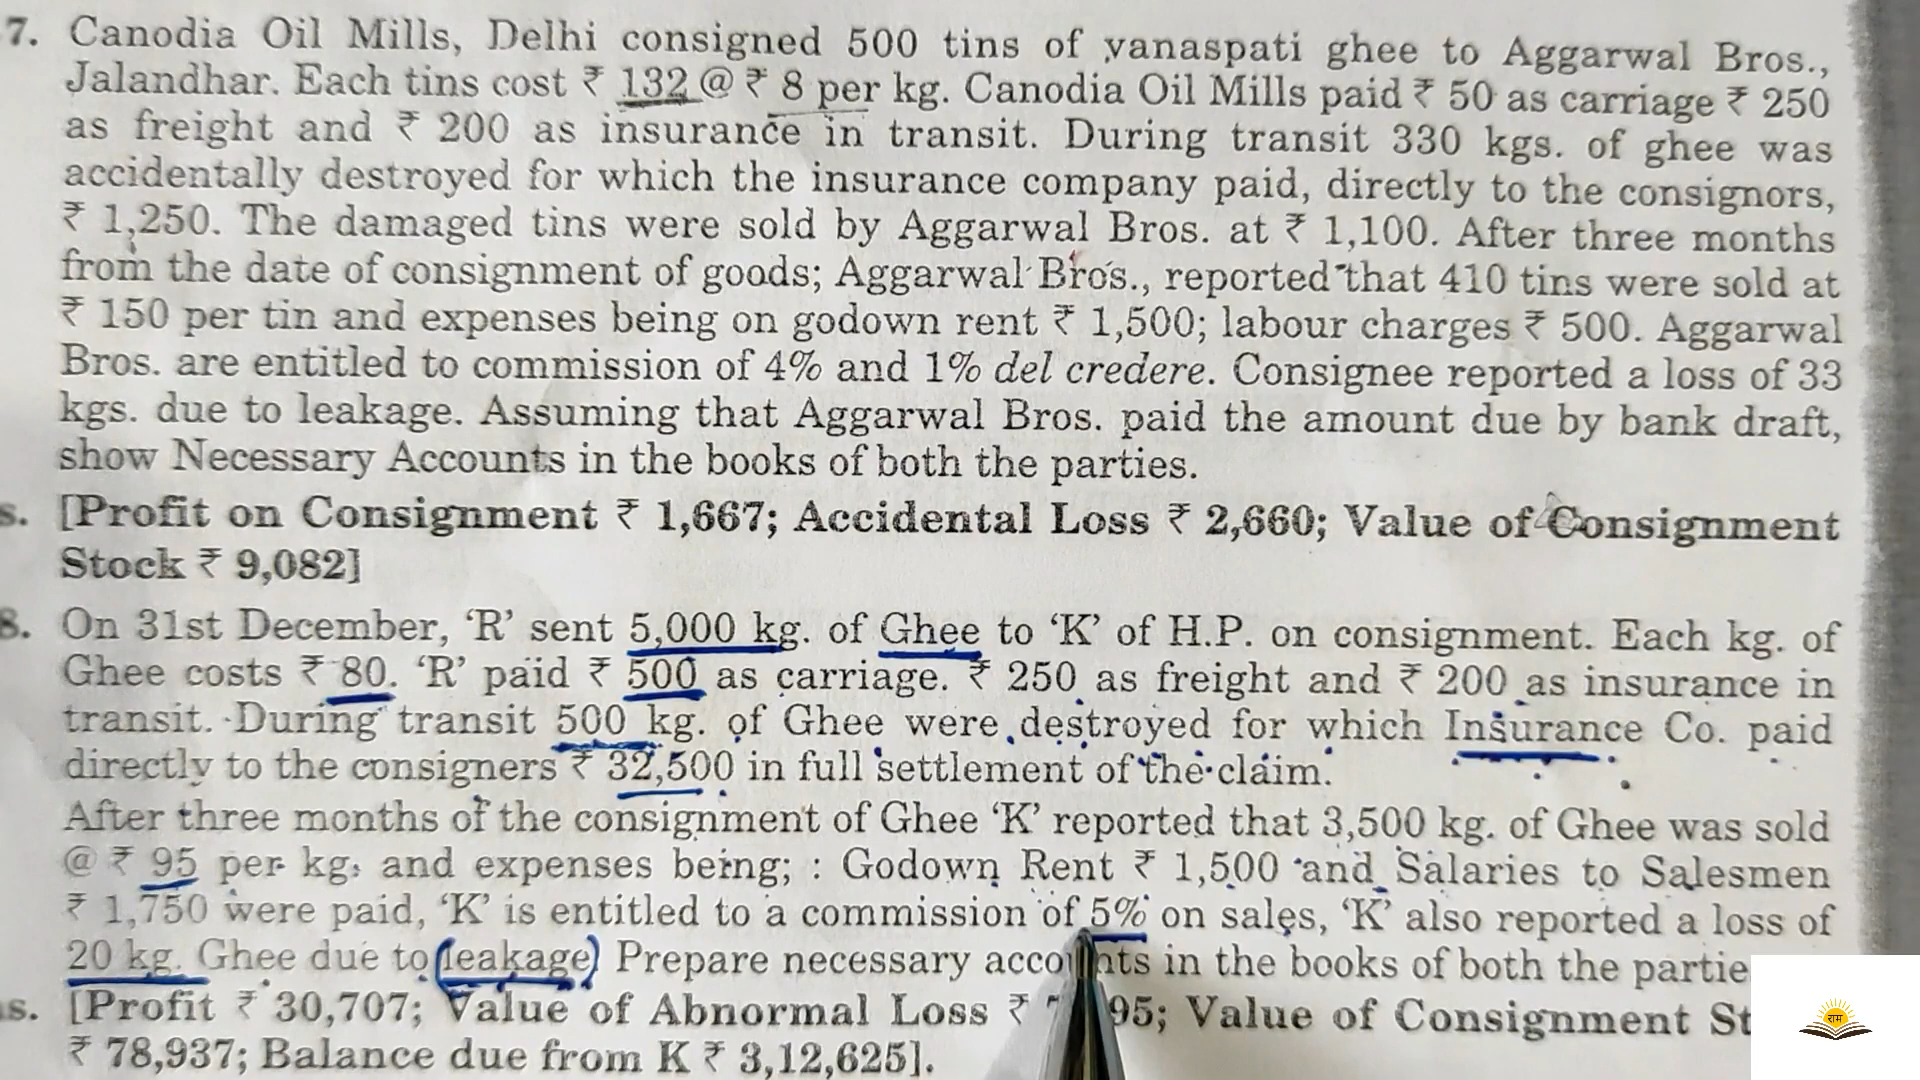 7. Canodia Oil Mills, Delhi consigned 500 tins of vanaspati ghee to Aggarwal Bros.,
Jalandhar. Each tins cost ₹ 132 @ ₹ 8 per kg. Canodia Oil Mills paid ₹ 50 as carriage ₹ 250
as freight and ₹ 200 as insurance in transit. During transit 330 kgs. of ghee was
accidentally destroyed for which the insurance company paid, directly to the consignors,
₹ 1,250. The damaged tins were sold by Aggarwal Bros. at ₹ 1,100. After three months
from the date of consignment of goods; Aggarwal Bros., reported that 410 tins were sold at
₹ 150 per tin and expenses being on godown rent ₹ 1,500; labour charges ₹ 500. Aggarwal
Bros. are entitled to commission of 4% and 1% del credere. Consignee reported a loss of 33
kgs. due to leakage. Assuming that Aggarwal Bros. paid the amount due by bank draft,
show Necessary Accounts in the books of both the parties.
s. [Profit on Consignment ₹ 1,667; Accidental Loss ₹ 2,660; Value of Consignment
Stock ₹ 9,082]
8. On 31st December, ‘R’ sent 5,000 kg. of Ghee to ‘K’ of H.P. on consignment. Each kg. of
Ghee costs ₹ 80. ‘R’ paid ₹ 500 as carriage. ₹ 250 as freight and ₹ 200 as insurance in
transit. During transit 500 kg. of Ghee were destroyed for which Insurance Co. paid
directly to the consigners ₹ 32,500 in full settlement of the claim.
After three months of the consignment of Ghee ‘K’ reported that 3,500 kg. of Ghee was sold
@ ₹ 95 per kg. and expenses being; : Godown Rent ₹ 1,500 and Salaries to Salesmen
₹ 1,750 were paid, ‘K’ is entitled to a commission of 5% on sales, ‘K’ also reported a loss of
20 kg. Ghee due to (leakage) Prepare necessary accounts in the books of both the partie
s. [Profit ₹ 30,707; Value of Abnormal Loss ₹ 95; Value of Consignment St
₹ 78,937; Balance due from K ₹ 3,12,625].
राम